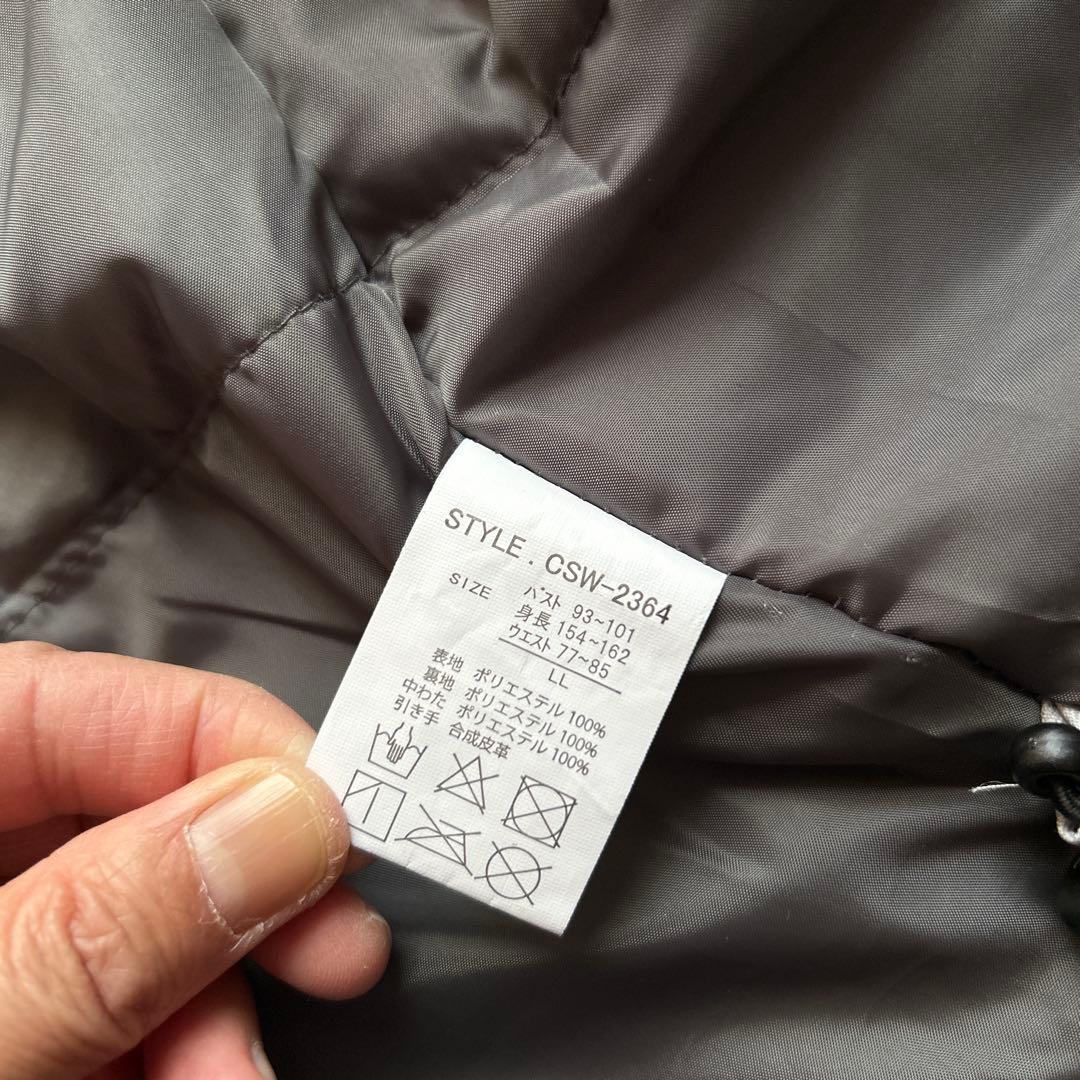 STYLE. CSW-2364
SIZE バスト 93~101
身長 154~162
ウエスト 77~85
LL
表地 ポリエステル 100%
裏地 ポリエステル 100%
中わた ポリエステル 100%
引き手 合成皮革